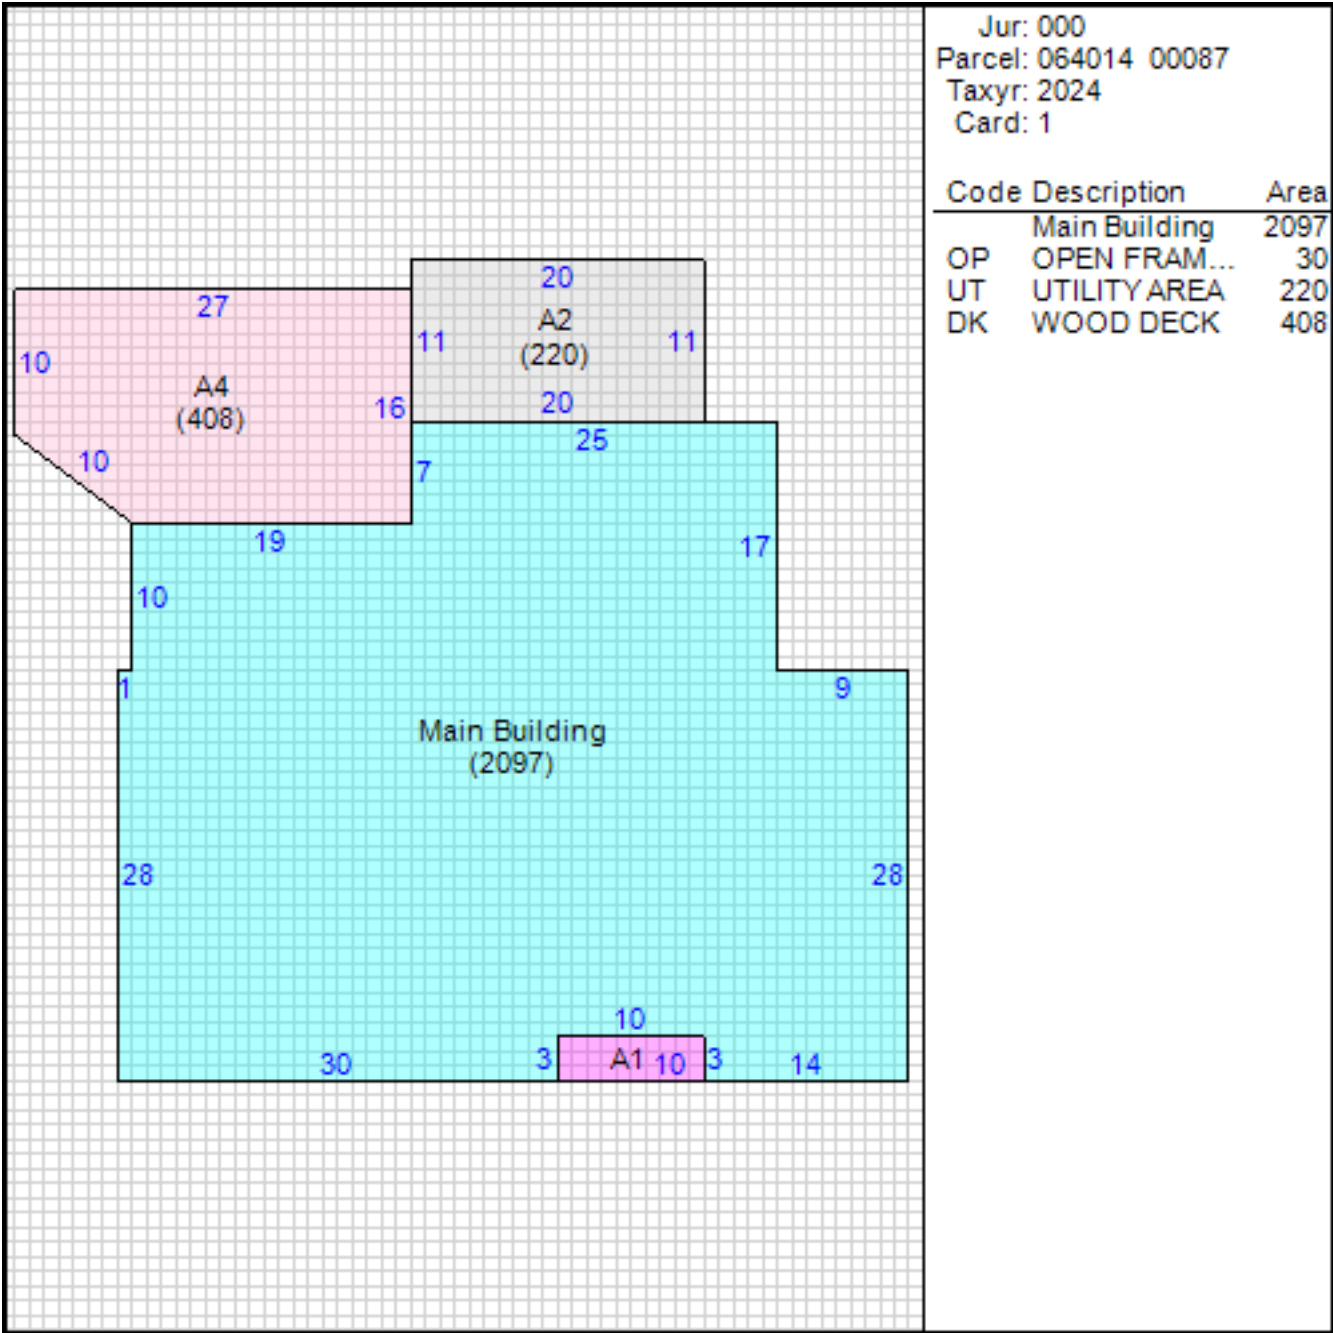 Jur: 000
Parcel: 064014 00087
Taxyr: 2024
Card: 1
Code Description Area
Main Building 2097
OP OPEN FRAM... 30
UT UTILITY AREA 220
DK WOOD DECK 408
20
27
A2
11
11
(220)
10
A4
16
20
(408)
25
10
7
19
17
10
1
9
Main Building
(2097)
28
28
10
30
3
A1
10
3
14